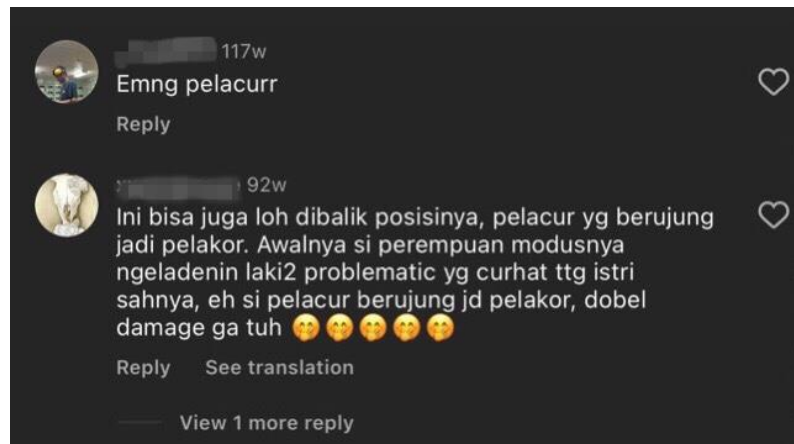 117w
Emng pelacurr
Reply
92w
Ini bisa juga loh dibalik posisinya, pelacur yg berujung
jadi pelakor. Awalnya si perempuan modusnya
ngeladenin laki2 problematic yg curhat ttg istri
sahnya, eh si pelacur berujung jd pelakor, dobel
damage ga tuh 🤭🤭🤭🤭🤭
Reply See translation
View 1 more reply